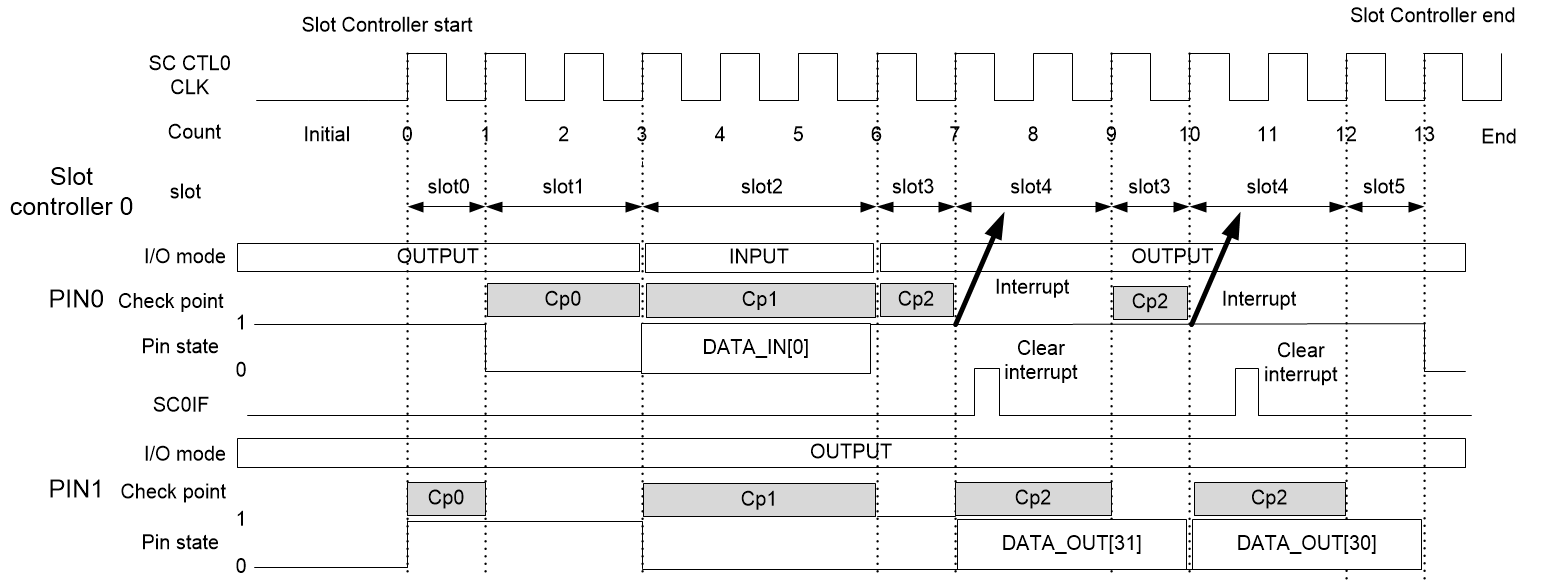 Slot Controller start
Slot Controller end
SC CTL0
CLK
Count Initial 0 1 2 3 4 5 6 7 8 9 10 11 12 13 End
Slot
controller 0
slot slot0 slot1 slot2 slot3 slot4 slot3 slot4 slot5
I/O mode OUTPUT INPUT OUTPUT
PIN0 Check point Cp0 Cp1 Cp2 Interrupt Cp2 Interrupt
1
Pin state DATA_IN[0] Clear
interrupt Clear
interrupt
0
SC0IF
I/O mode OUTPUT
PIN1 Check point Cp0 Cp1 Cp2 Cp2
1
Pin state DATA_OUT[31] DATA_OUT[30]
0